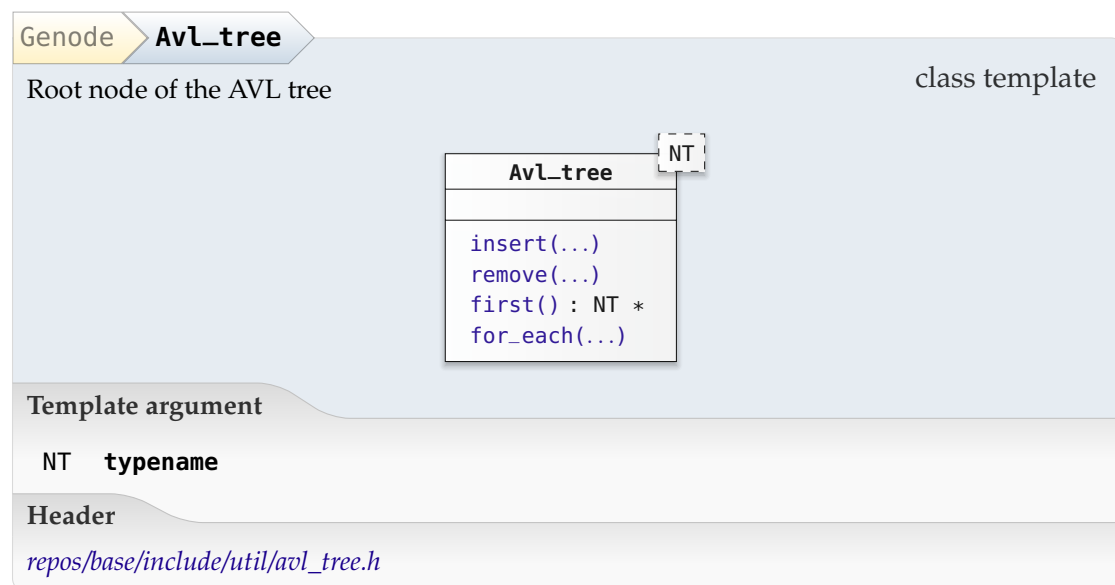 Genode Avl_tree
Root node of the AVL tree
class template
NT
Avl_tree
insert(...)
remove(...)
first() : NT *
for_each(...)
Template argument
NT typename
Header
repos/base/include/util/avl_tree.h